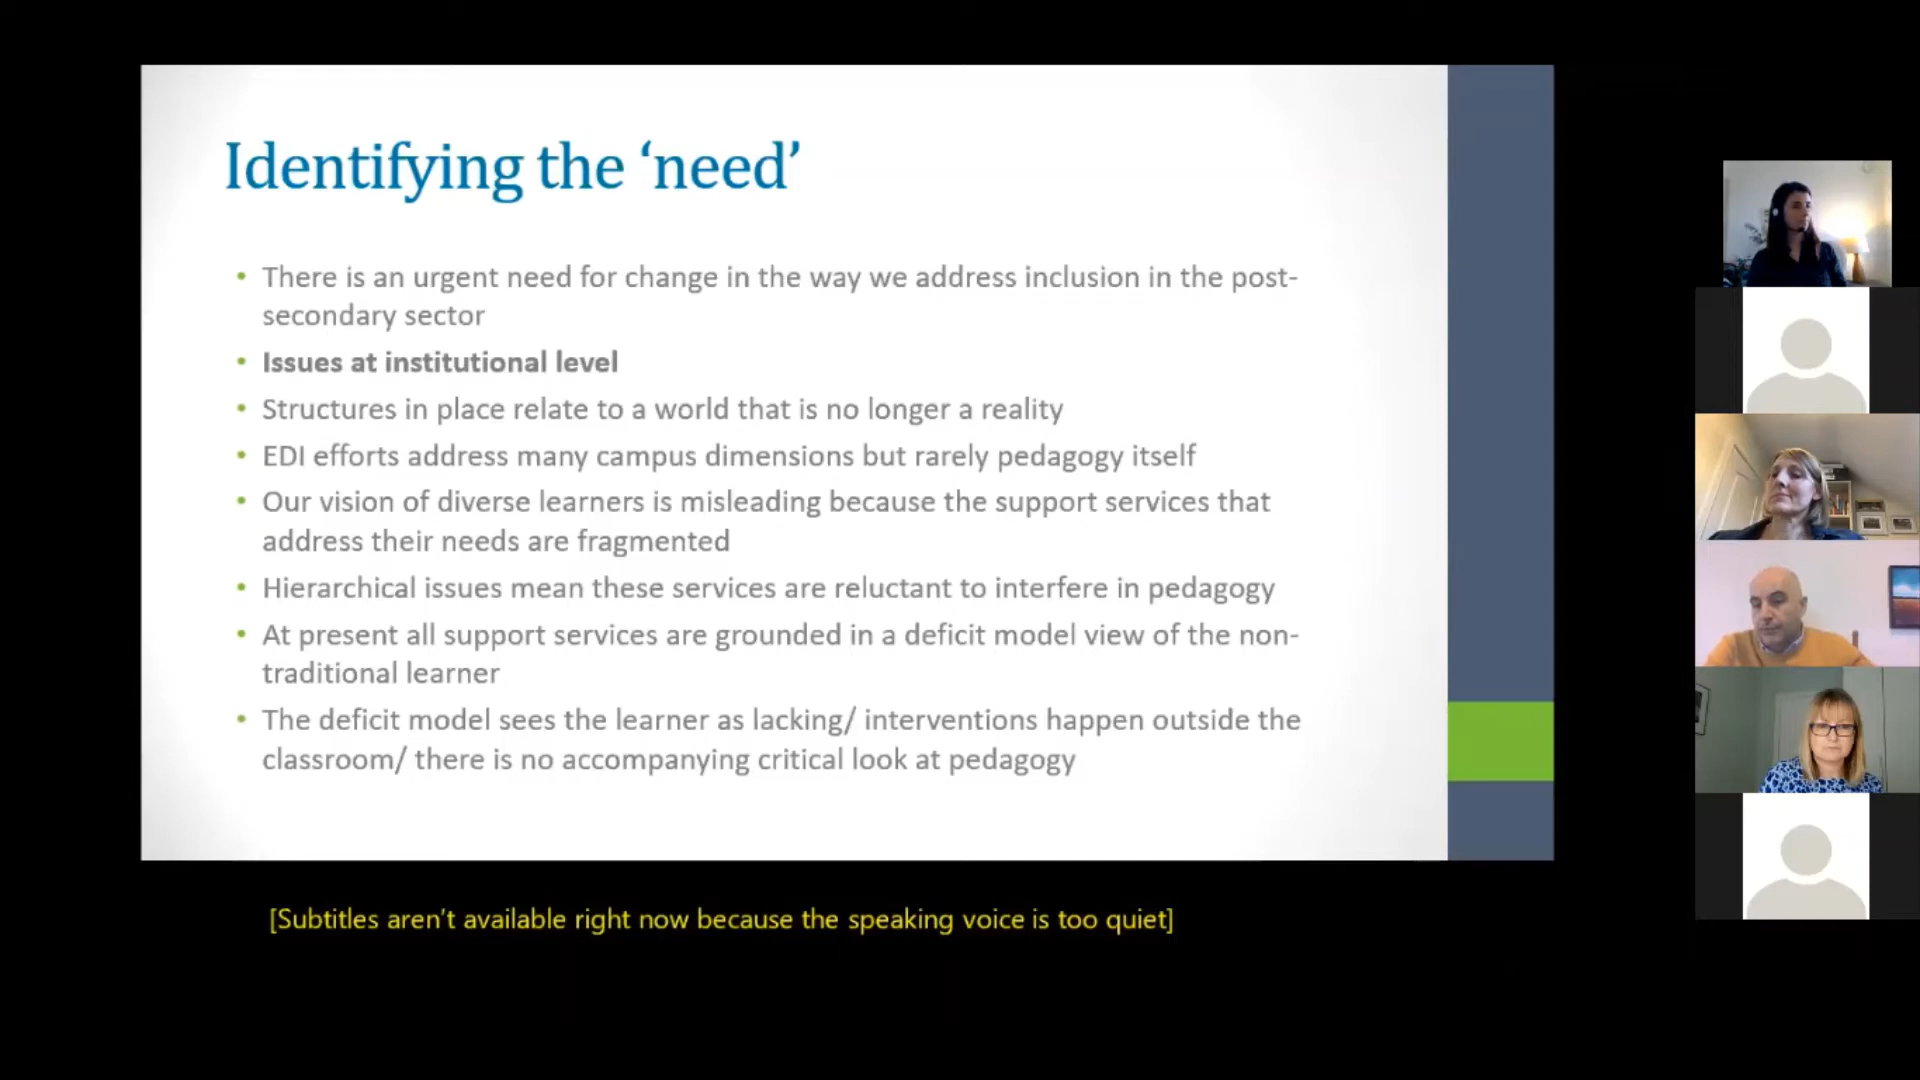 Identifying the ‘need’
• There is an urgent need for change in the way we address inclusion in the post-
secondary sector
• Issues at institutional level
• Structures in place relate to a world that is no longer a reality
• EDI efforts address many campus dimensions but rarely pedagogy itself
• Our vision of diverse learners is misleading because the support services that
address their needs are fragmented
• Hierarchical issues mean these services are reluctant to interfere in pedagogy
• At present all support services are grounded in a deficit model view of the non-
traditional learner
• The deficit model sees the learner as lacking/ interventions happen outside the
classroom/ there is no accompanying critical look at pedagogy
[Subtitles aren't available right now because the speaking voice is too quiet]